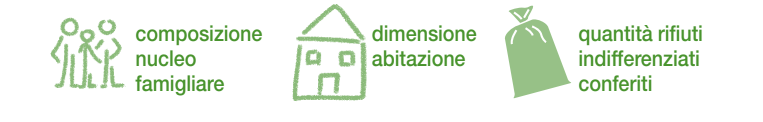 composizione
nucleo
famigliare
dimensione
abitazione
quantità rifiuti
indifferenziati
conferiti